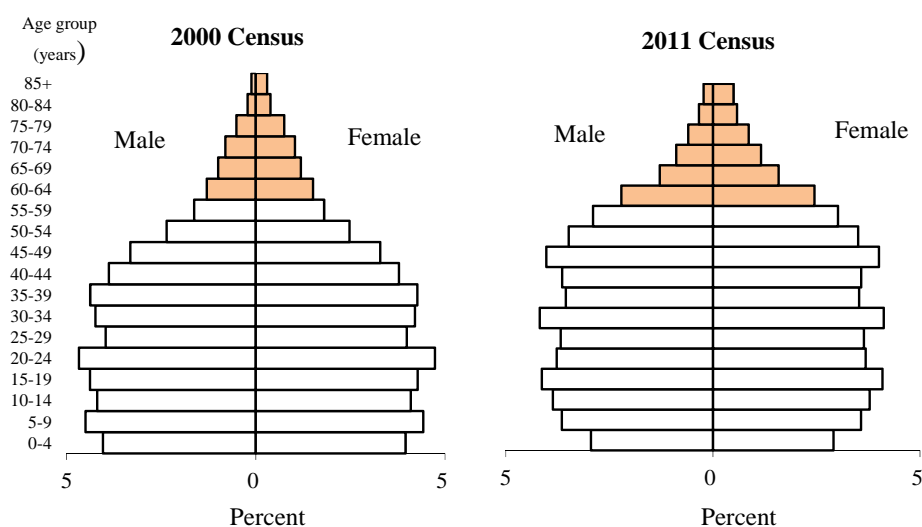 Age group
(years)
2000 Census
2011 Census
85+
80-84
75-79
70-74
65-69
60-64
55-59
50-54
45-49
40-44
35-39
30-34
25-29
20-24
15-19
10-14
5-9
0-4
Male
Female
Male
Female
5 0 5
5 0 5
Percent
Percent